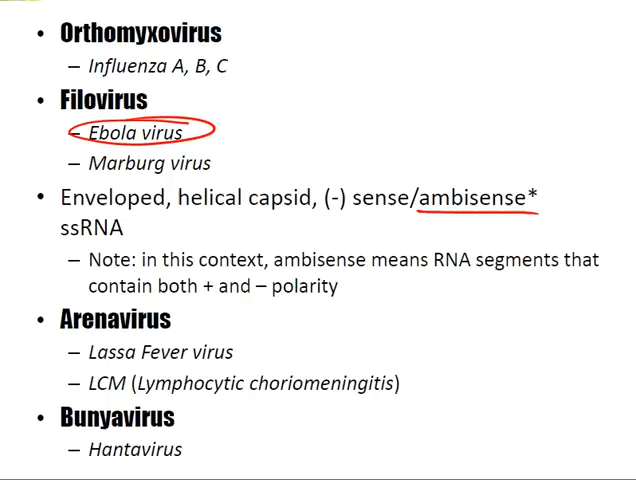 • Orthomyxovirus
– Influenza A, B, C
• Filovirus
– Ebola virus
– Marburg virus
• Enveloped, helical capsid, (-) sense/ambisense*
ssRNA
– Note: in this context, ambisense means RNA segments that
contain both + and – polarity
• Arenavirus
– Lassa Fever virus
– LCM (Lymphocytic choriomeningitis)
• Bunyavirus
– Hantavirus